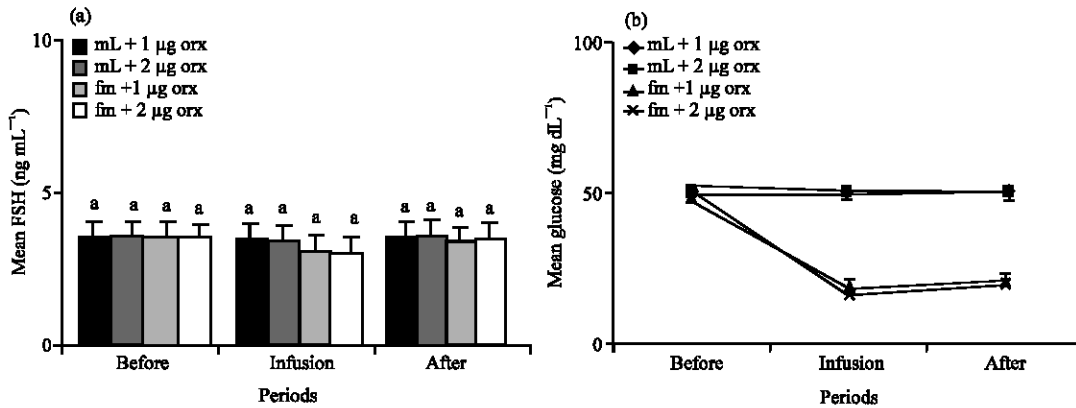 (a)
10
mL + 1 µg orx
mL + 2 µg orx
fm +1 µg orx
fm + 2 µg orx
Mean FSH (ng mL⁻¹)
5
a a a a a a a a a a a a
0
Before Infusion After
Periods
(b)
100
mL + 1 µg orx
mL + 2 µg orx
fm +1 µg orx
fm + 2 µg orx
Mean glucose (mg dL⁻¹)
50
0
Before Infusion After
Periods